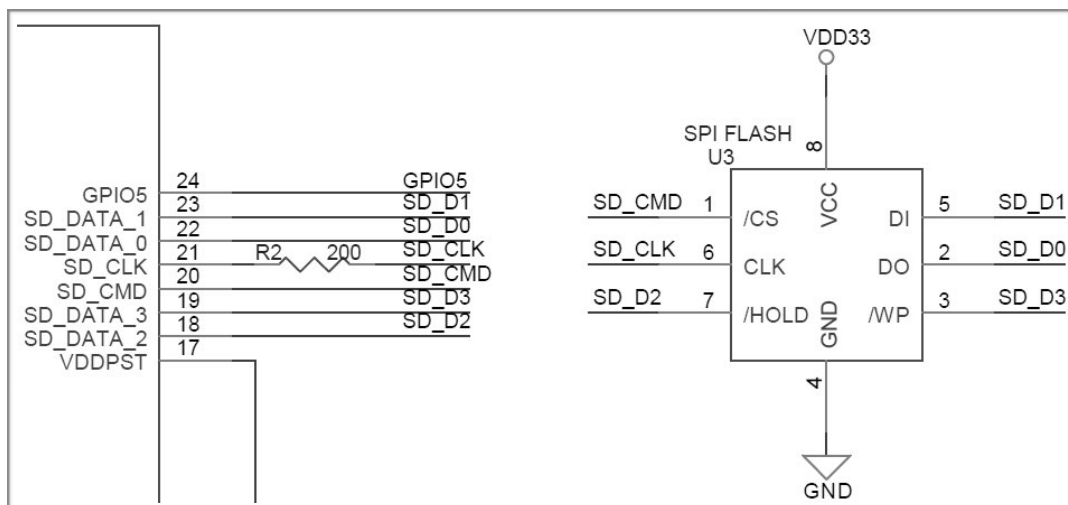 VDD33
SPI FLASH
U3
8
VCC
GPIO5 24 GPIO5
SD_DATA_1 23 SD_D1
SD_DATA_0 22 SD_D0
SD_CLK 21 R2 200 SD_CLK
SD_CMD 20 SD_CMD
SD_DATA_3 19 SD_D3
SD_DATA_2 18 SD_D2
VDDPST 17
SD_CMD 1 /CS DI 5 SD_D1
SD_CLK 6 CLK DO 2 SD_D0
SD_D2 7 /HOLD /WP 3 SD_D3
GND
4
GND